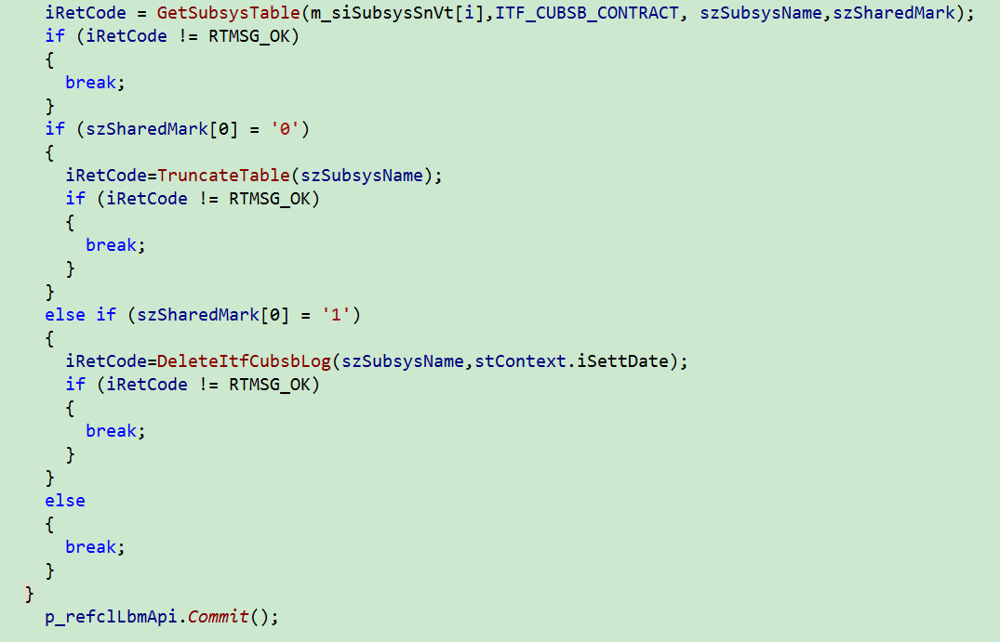 iRetCode = GetSubsysTable(m_siSubsysSnVt[i],ITF_CUBSB_CONTRACT, szSubsysName,szSharedMark);
if (iRetCode != RTMSG_OK)
{
break;
}
if (szSharedMark[0] = '0')
{
iRetCode=TruncateTable(szSubsysName);
if (iRetCode != RTMSG_OK)
{
break;
}
}
else if (szSharedMark[0] = '1')
{
iRetCode=DeleteItfCubsbLog(szSubsysName,stContext.iSettDate);
if (iRetCode != RTMSG_OK)
{
break;
}
}
else
{
break;
}
}
p_refclLbmApi.Commit();